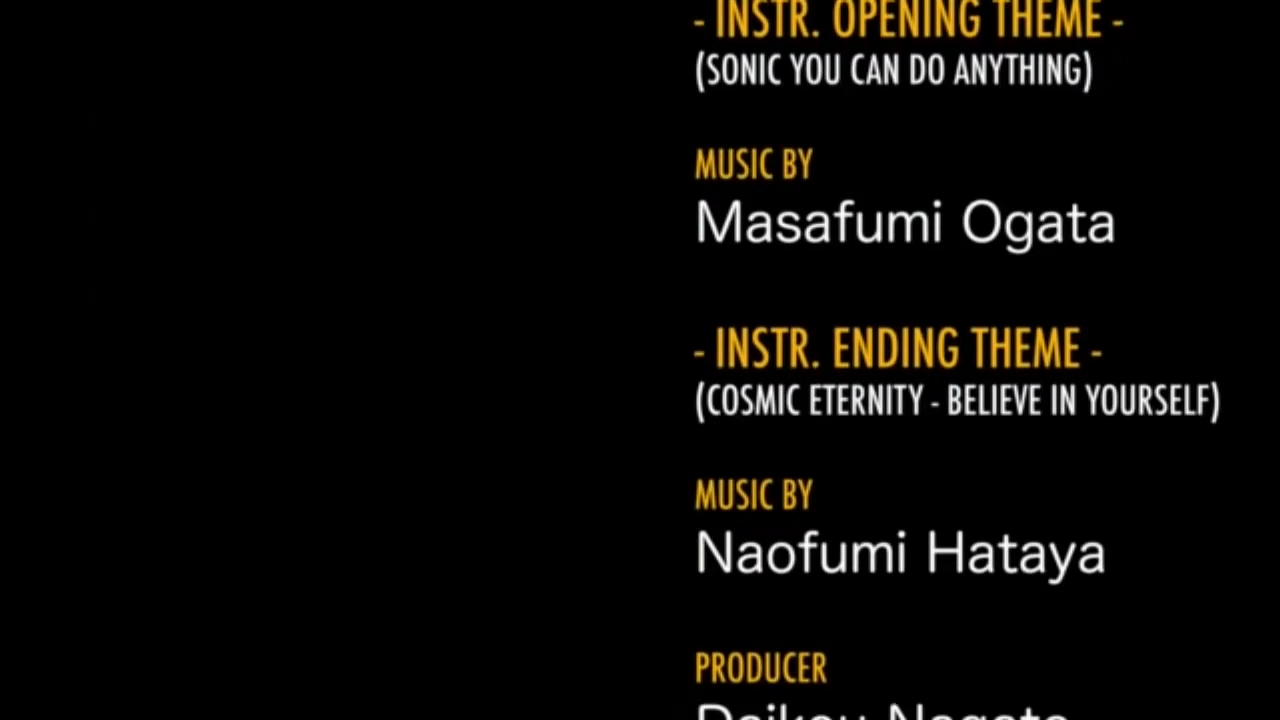 - INSTR. OPENING THEME -
(SONIC YOU CAN DO ANYTHING)
MUSIC BY
Masafumi Ogata
- INSTR. ENDING THEME -
(COSMIC ETERNITY - BELIEVE IN YOURSELF)
MUSIC BY
Naofumi Hataya
PRODUCER